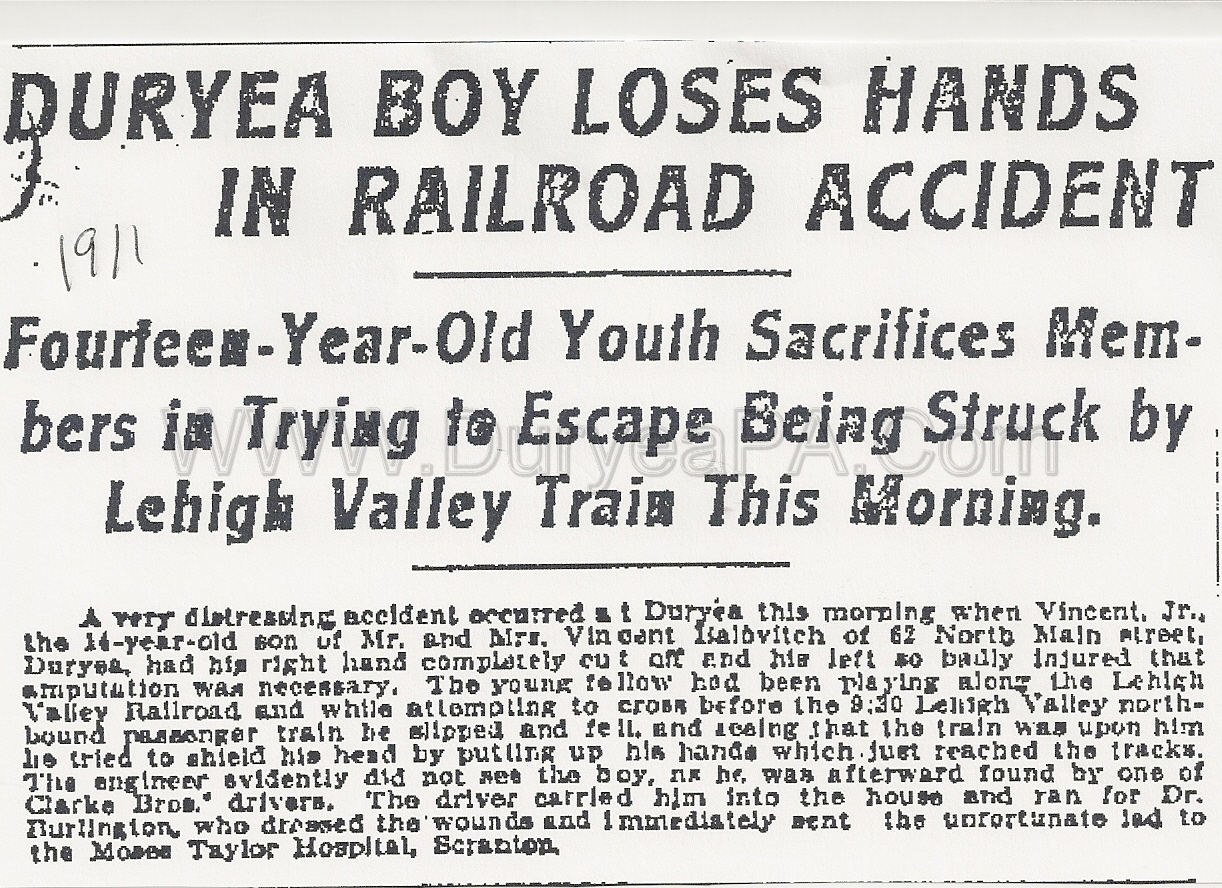 DURYEA BOY LOSES HANDS
IN RAILROAD ACCIDENT
1911
Fourteen-Year-Old Youth Sacrifices Mem-
bers in Trying to Escape Being Struck by
Lehigh Valley Train This Morning.
WWW.DuryeaPA.Com
A very distressing accident occurred at Duryea this morning when Vincent, Jr.,
the 14-year-old son of Mr. and Mrs. Vincent Balovitch of 62 North Main street,
Duryea, had his right hand completely cut off and his left so badly injured that
amputation was necessary. The young fellow had been playing along the Lehigh
Valley Railroad and while attempting to cross before the 9:30 Lehigh Valley north-
bound passenger train he slipped and fell, and seeing that the train was upon him
he tried to shield his head by putting up his hands which just reached the tracks.
The engineer evidently did not see the boy, as he was afterward found by one of
Clarke Bros.' drivers. The driver carried him into the house and ran for Dr.
Burlington, who dressed the wounds and immediately sent the unfortunate lad to
the Moses Taylor Hospital, Scranton.